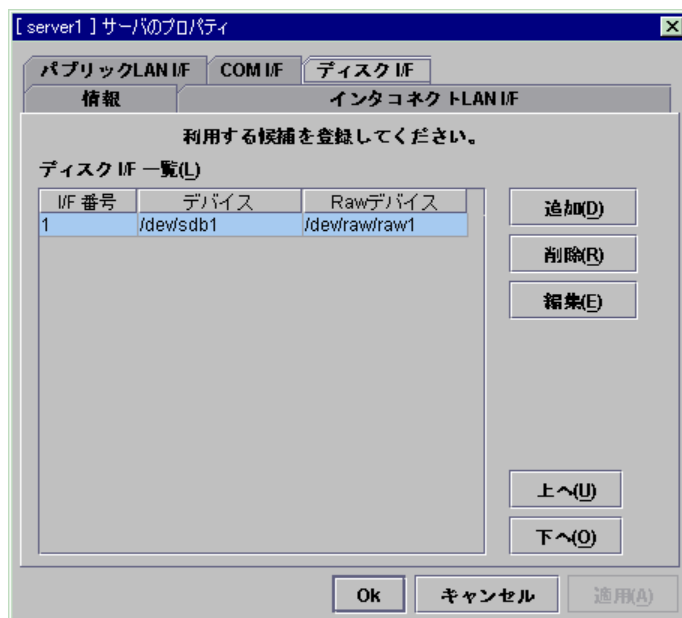 [ server1 ] サーバのプロパティ
パブリックLAN I/F COM I/F ディスク I/F
情報 インタコネクトLAN I/F
利用する候補を登録してください。
ディスク I/F 一覧(L)
I/F 番号 デバイス Rawデバイス
1 /dev/sdb1 /dev/raw/raw1
追加(D)
削除(R)
編集(E)
上へ(U)
下へ(O)
Ok キャンセル 適用(A)